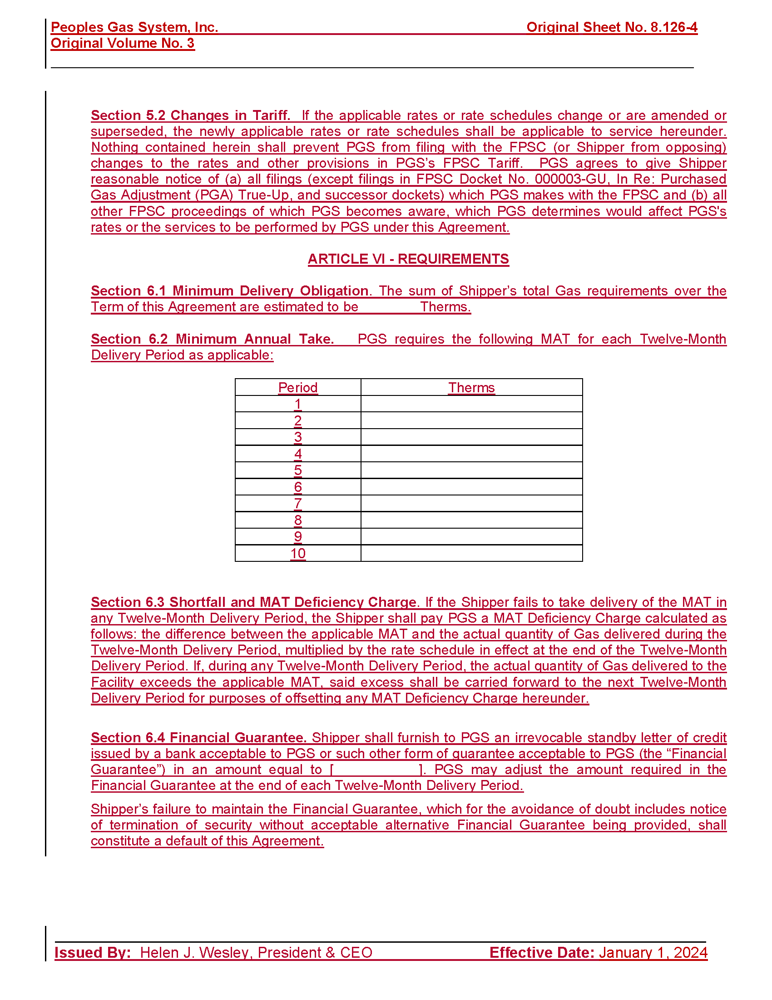 Peoples Gas System, Inc. Original Sheet No. 8.126-4
Original Volume No. 3
Section 5.2 Changes in Tariff. If the applicable rates or rate schedules change or are amended or
superseded, the newly applicable rates or rate schedules shall be applicable to service hereunder.
Nothing contained herein shall prevent PGS from filing with the FPSC (or Shipper from opposing)
changes to the rates and other provisions in PGS’s FPSC Tariff. PGS agrees to give Shipper
reasonable notice of (a) all filings (except filings in FPSC Docket No. 000003-GU, In Re: Purchased
Gas Adjustment (PGA) True-Up, and successor dockets) which PGS makes with the FPSC and (b) all
other FPSC proceedings of which PGS becomes aware, which PGS determines would affect PGS's
rates or the services to be performed by PGS under this Agreement.
ARTICLE VI - REQUIREMENTS
Section 6.1 Minimum Delivery Obligation. The sum of Shipper’s total Gas requirements over the
Term of this Agreement are estimated to be Therms.
Section 6.2 Minimum Annual Take. PGS requires the following MAT for each Twelve-Month
Delivery Period as applicable:
Period Therms
1
2
3
4
5
6
7
8
9
10
Section 6.3 Shortfall and MAT Deficiency Charge. If the Shipper fails to take delivery of the MAT in
any Twelve-Month Delivery Period, the Shipper shall pay PGS a MAT Deficiency Charge calculated as
follows: the difference between the applicable MAT and the actual quantity of Gas delivered during the
Twelve-Month Delivery Period, multiplied by the rate schedule in effect at the end of the Twelve-Month
Delivery Period. If, during any Twelve-Month Delivery Period, the actual quantity of Gas delivered to the
Facility exceeds the applicable MAT, said excess shall be carried forward to the next Twelve-Month
Delivery Period for purposes of offsetting any MAT Deficiency Charge hereunder.
Section 6.4 Financial Guarantee. Shipper shall furnish to PGS an irrevocable standby letter of credit
issued by a bank acceptable to PGS or such other form of guarantee acceptable to PGS (the “Financial
Guarantee”) in an amount equal to [ ]. PGS may adjust the amount required in the
Financial Guarantee at the end of each Twelve-Month Delivery Period.
Shipper’s failure to maintain the Financial Guarantee, which for the avoidance of doubt includes notice
of termination of security without acceptable alternative Financial Guarantee being provided, shall
constitute a default of this Agreement.
Issued By: Helen J. Wesley, President & CEO Effective Date: January 1, 2024